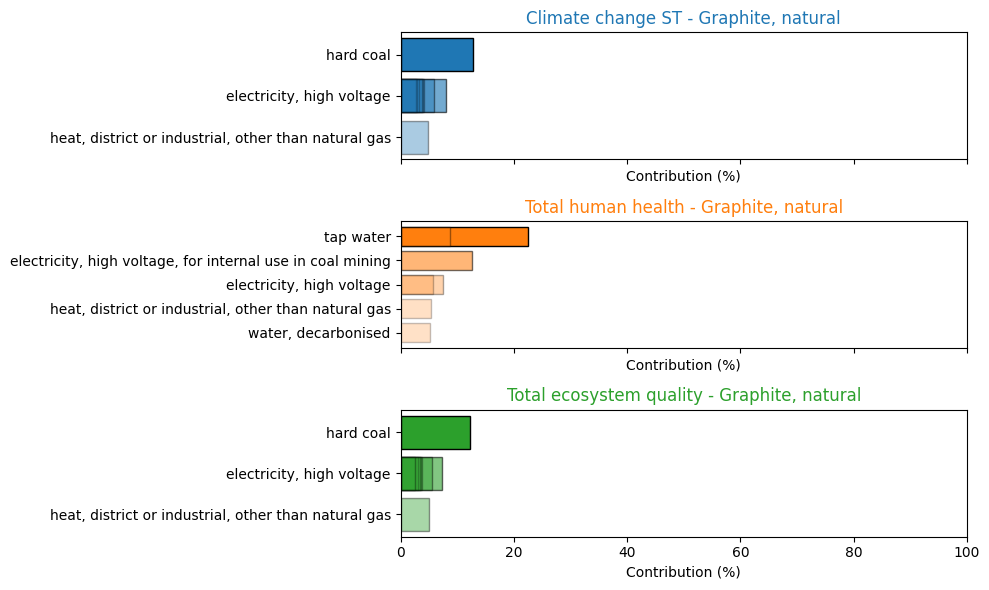 Climate change ST - Graphite, natural
hard coal
electricity, high voltage
heat, district or industrial, other than natural gas
Contribution (%)
Total human health - Graphite, natural
tap water
electricity, high voltage, for internal use in coal mining
electricity, high voltage
heat, district or industrial, other than natural gas
water, decarbonised
Contribution (%)
Total ecosystem quality - Graphite, natural
hard coal
electricity, high voltage
heat, district or industrial, other than natural gas
0 20 40 60 80 100
Contribution (%)